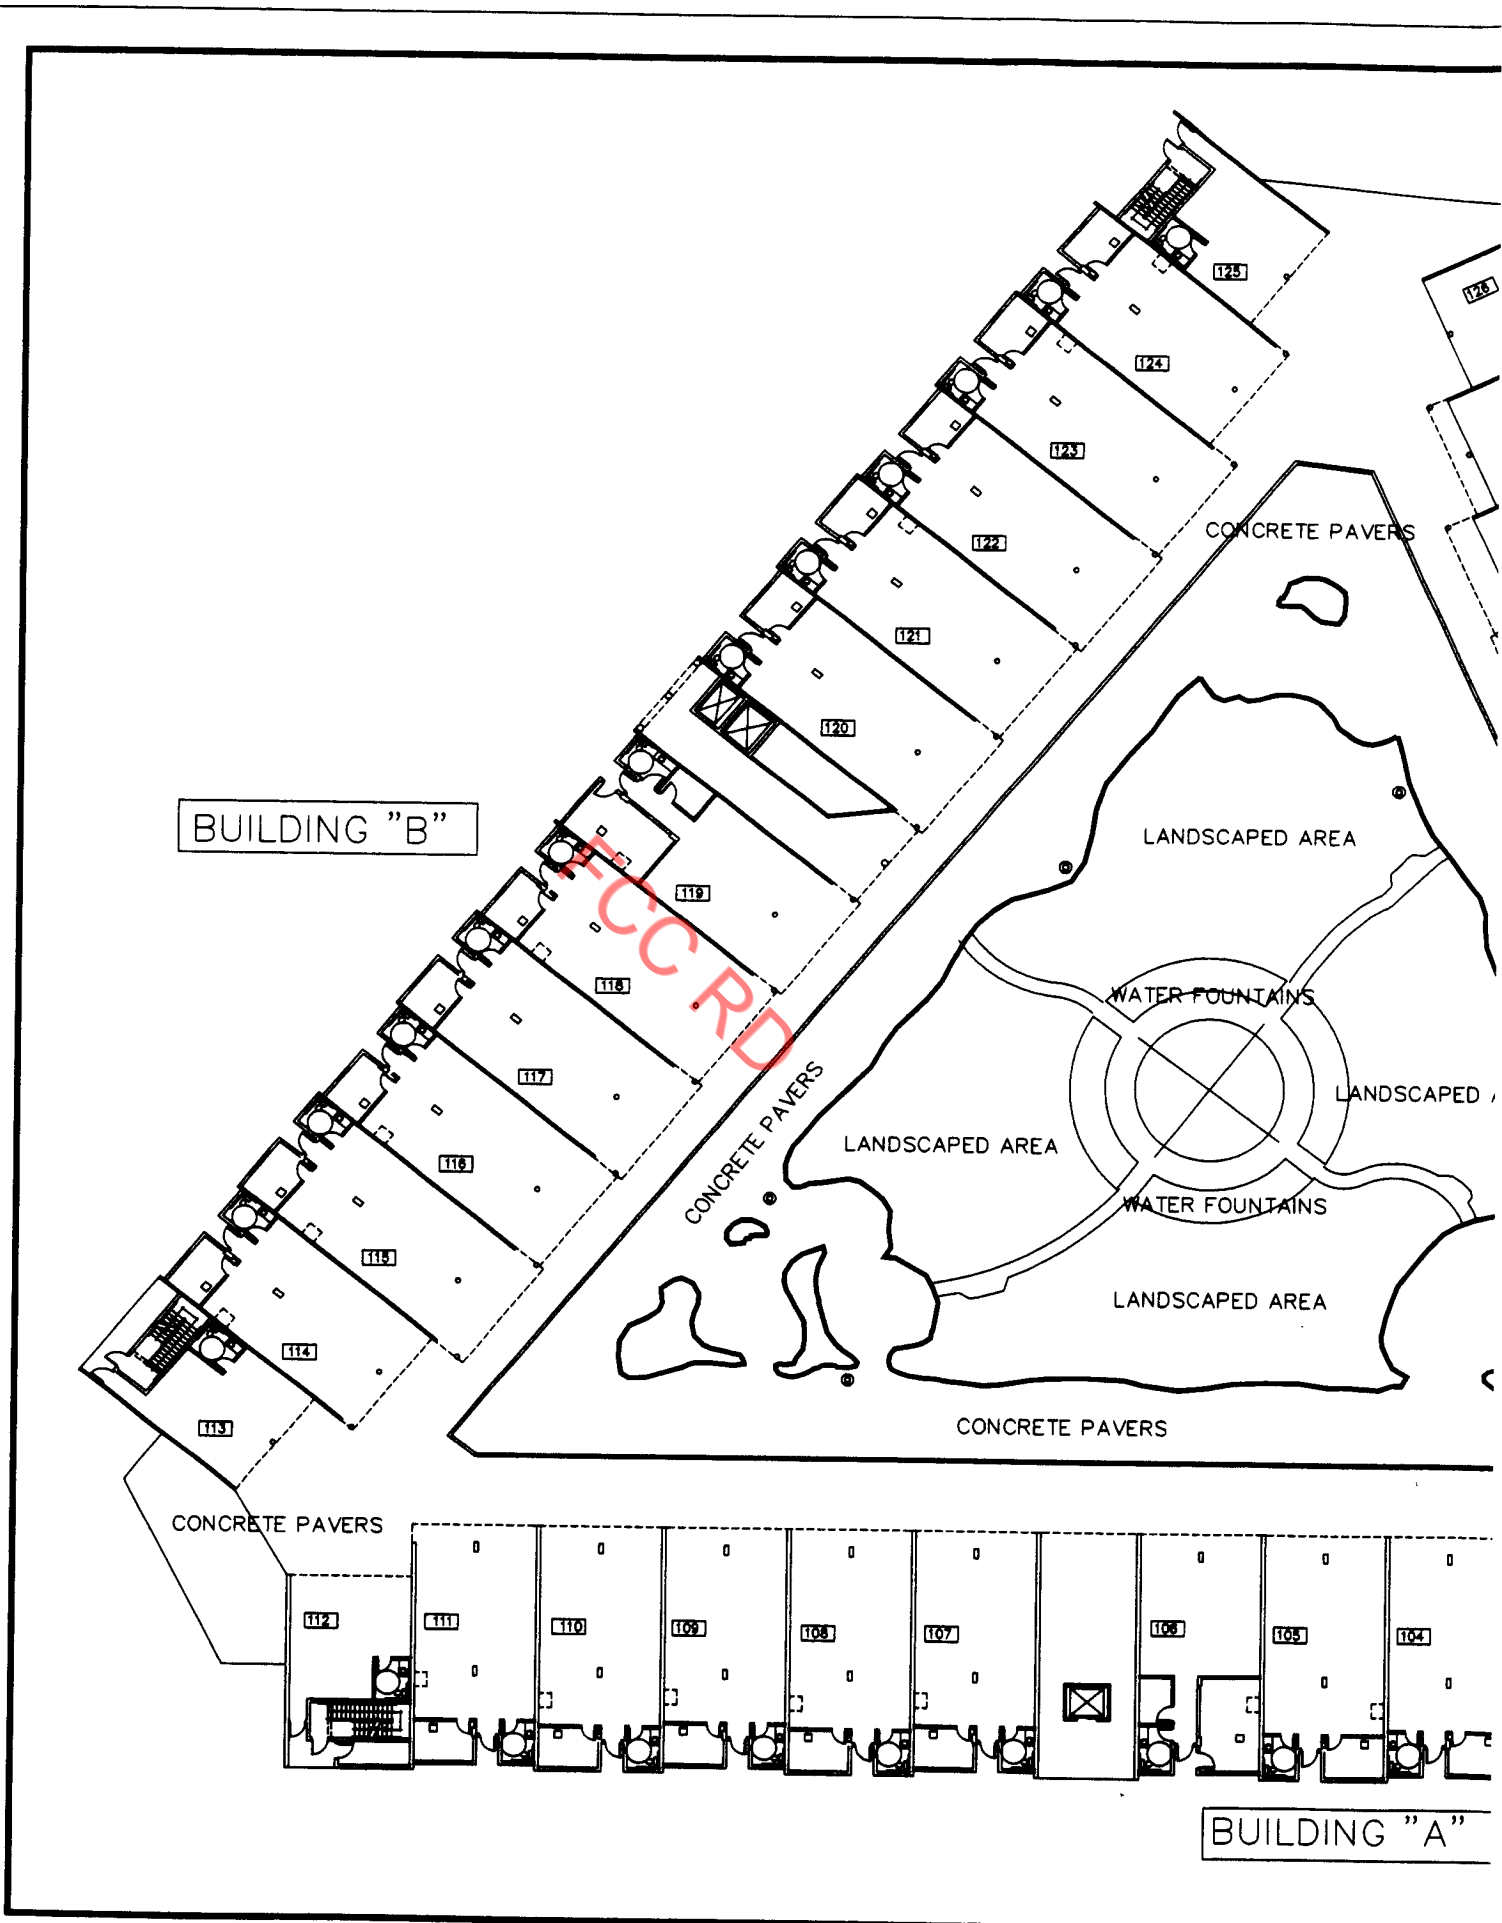 125
126
124
123
CONCRETE PAVERS
122
121
120
BUILDING "B"
LANDSCAPED AREA
119
FCC RD
118
WATER FOUNTAINS
117
CONCRETE PAVERS
LANDSCAPED
LANDSCAPED AREA
116
WATER FOUNTAINS
115
LANDSCAPED AREA
114
113
CONCRETE PAVERS
CONCRETE PAVERS
112
111
110
109
108
107
106
105
104
BUILDING "A"